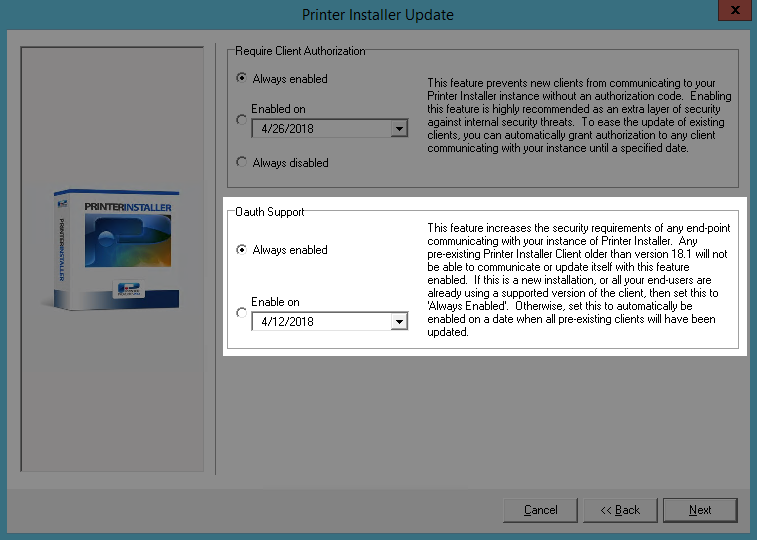 Printer Installer Update
x
Require Client Authorization
Always enabled
Enabled on
4/26/2018
Always disabled
This feature prevents new clients from communicating to your
Printer Installer instance without an authorization code. Enabling
this feature is highly recommended as an extra layer of security
against internal security threats. To ease the update of existing
clients, you can automatically grant authorization to any client
communicating with your instance until a specified date.
PRINTERINSTALLER
PRINTERINSTALLER
Oauth Support
Always enabled
Enable on
4/12/2018
This feature increases the security requirements of any end-point
communicating with your instance of Printer Installer. Any
pre-existing Printer Installer Client older than version 18.1 will not
be able to communicate or update itself with this feature
enabled. If this is a new installation, or all your end-users are
already using a supported version of the client, then set this to
'Always Enabled'. Otherwise, set this to automatically be
enabled on a date when all pre-existing clients will have been
updated.
Cancel
<< Back
Next